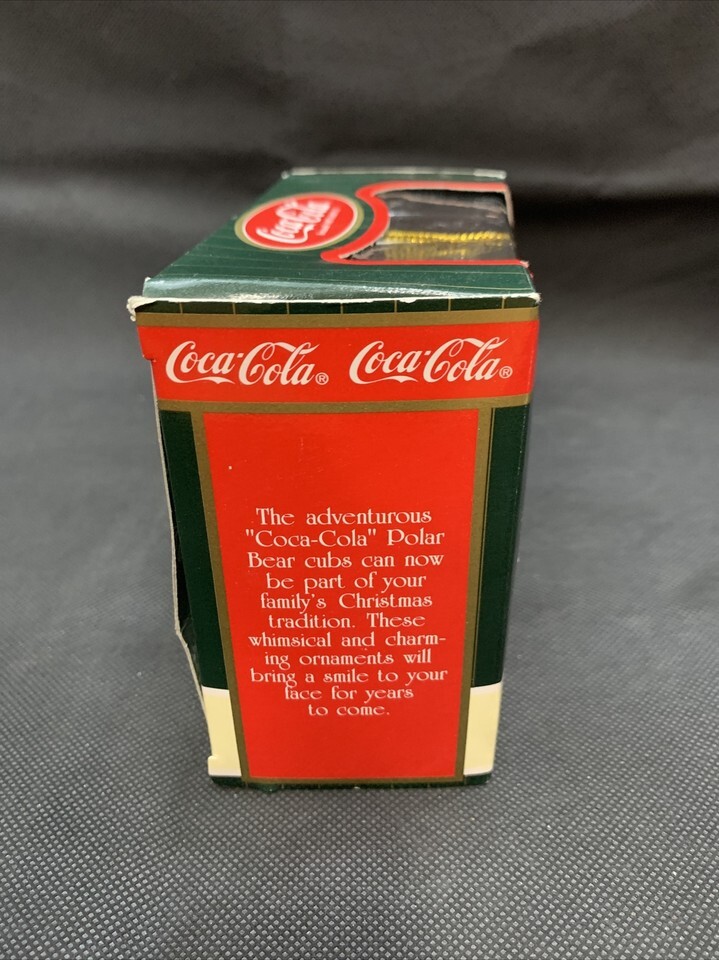 Coca-Cola
Coca-Cola® Coca-Cola®
The adventurous
"Coca-Cola" Polar
Bear cubs can now
be part of your
family's Christmas
tradition. These
whimsical and charm-
ing ornaments will
bring a smile to your
face for years
to come.